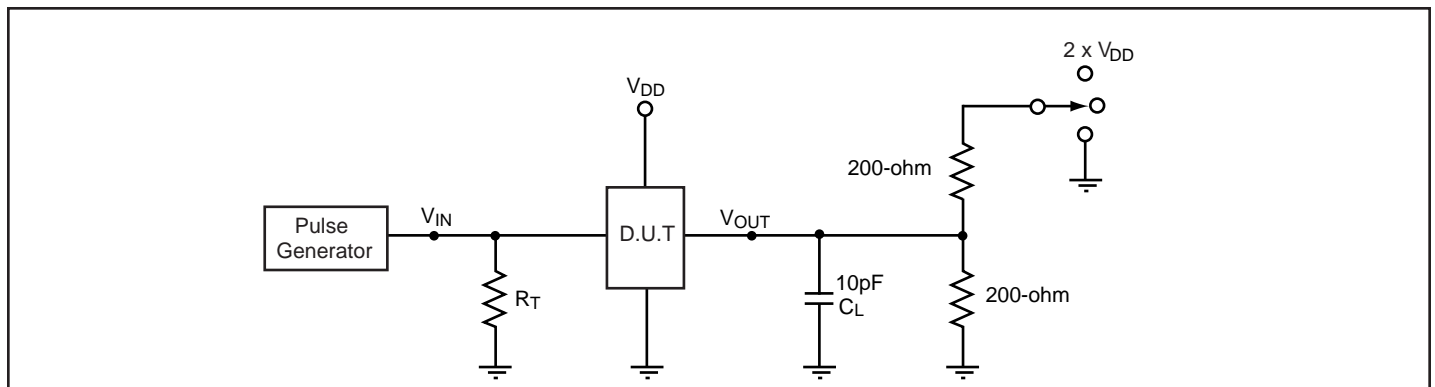 2 x VDD
VDD
200-ohm
Pulse
Generator
VIN
D.U.T
VOUT
RT
10pF
CL
200-ohm